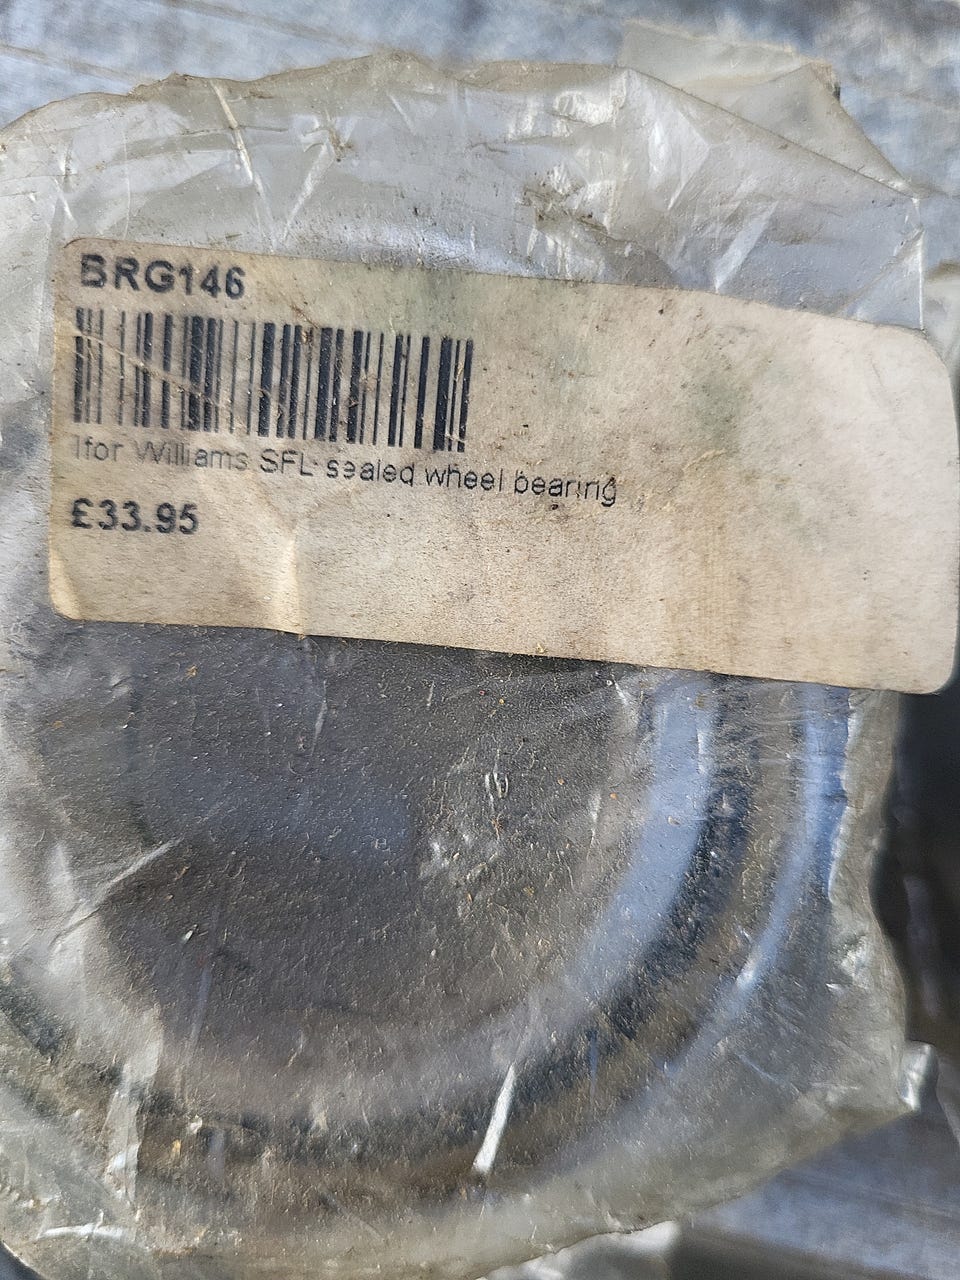 BRG146
Ifor Williams SFL sealed wheel bearing
£33.95